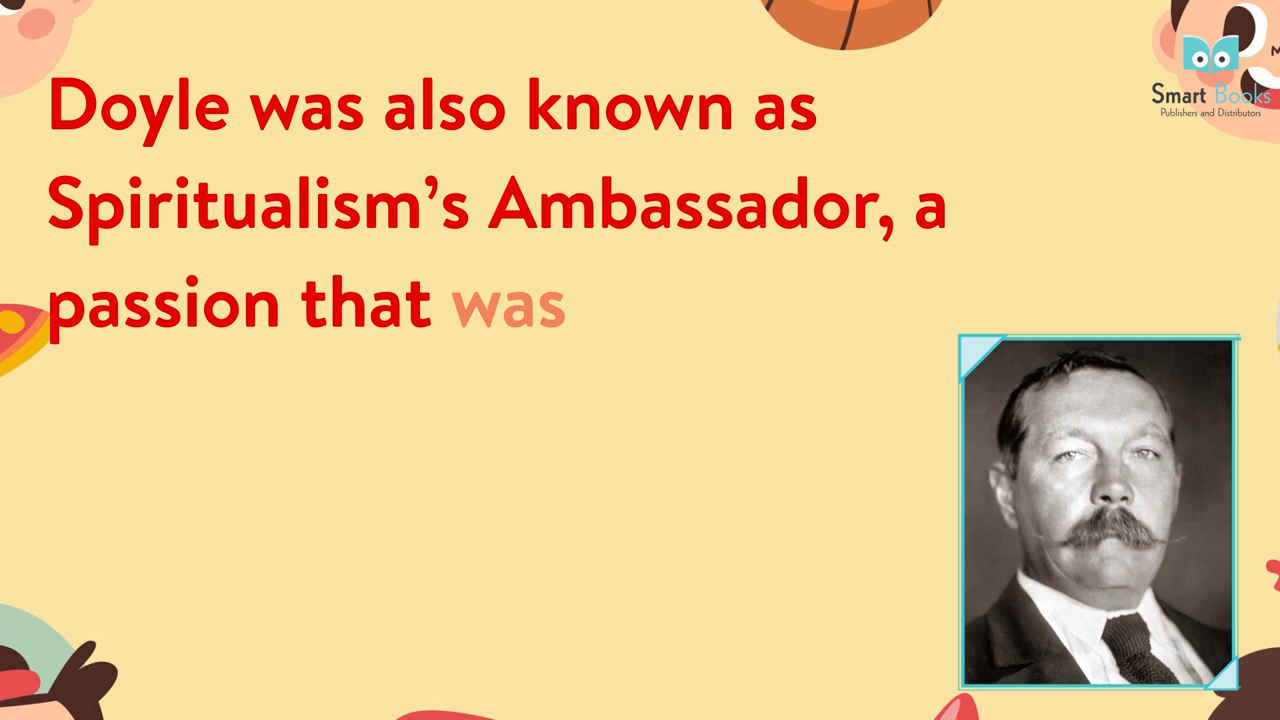 Doyle was also known as
Spiritualism’s Ambassador, a
passion that was
Smart Books
Publishers and Distributors
M